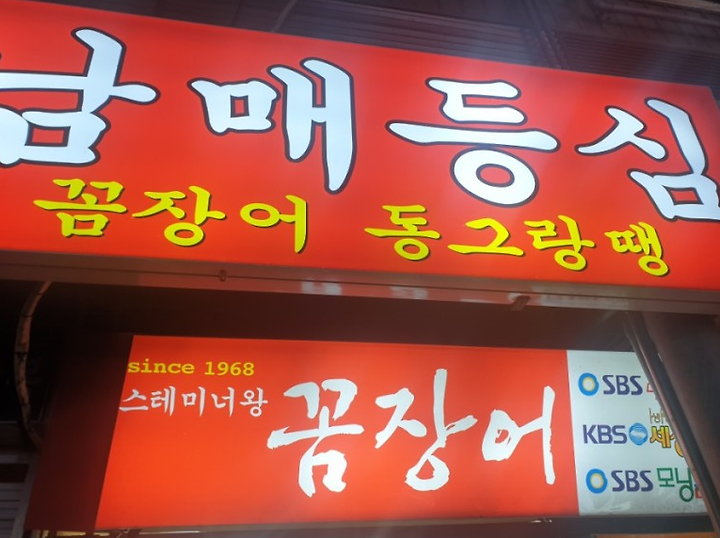 남매등심
꼼장어 동그랑땡
since 1968
스테미너왕
꼼장어
SBS
KBS
SBS 모닝